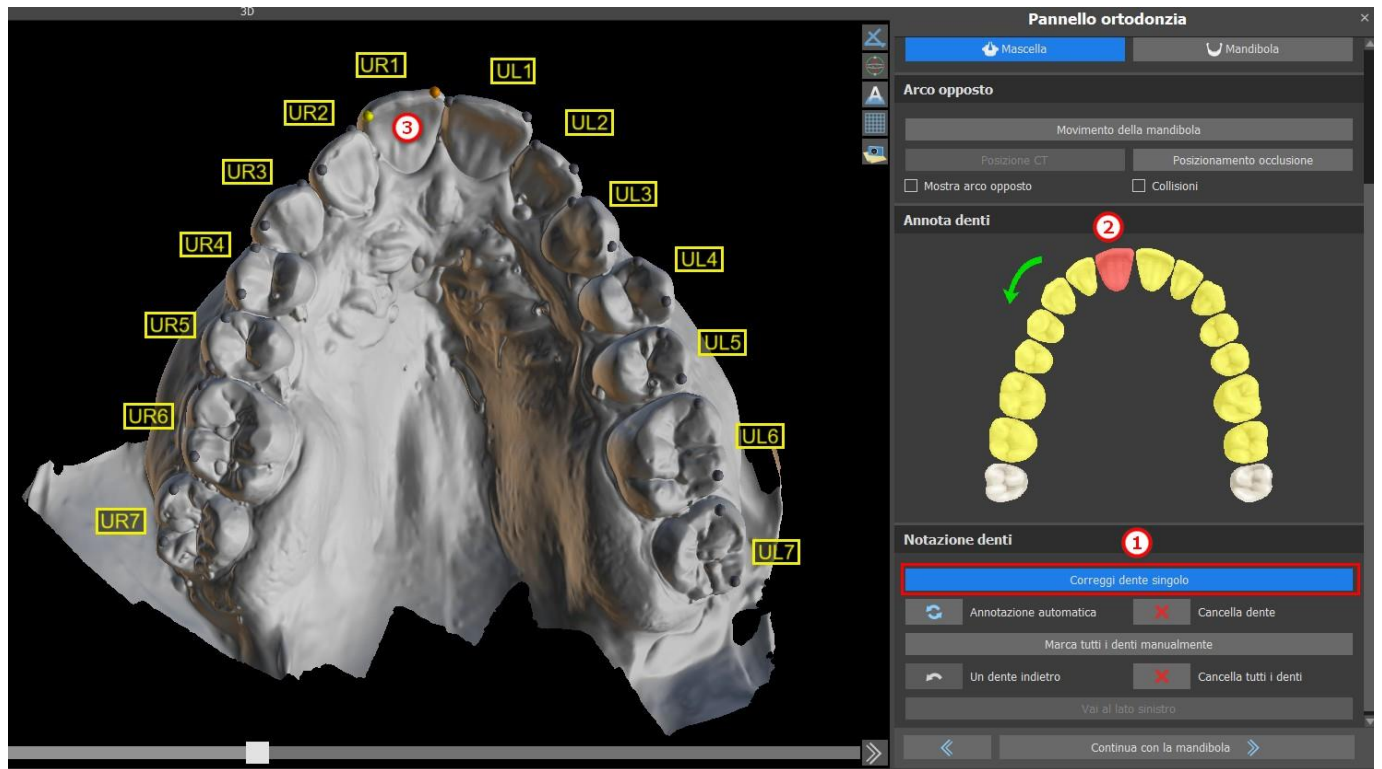 3D
UR1
UL1
UR2
UL2
3
UR3
UL3
UR4
UL4
UR5
UL5
UR6
UL6
UR7
UL7
Pannello ortodonzia
Mascella
Mandibola
Arco opposto
Movimento della mandibola
Posizione CT
Posizionamento occlusione
Mostra arco opposto
Collisioni
Annota denti
2
Notazione denti
1
Correggi dente singolo
Annotazione automatica
Cancella dente
Marca tutti i denti manualmente
Un dente indietro
Cancella tutti i denti
Vai al lato sinistro
Continua con la mandibola